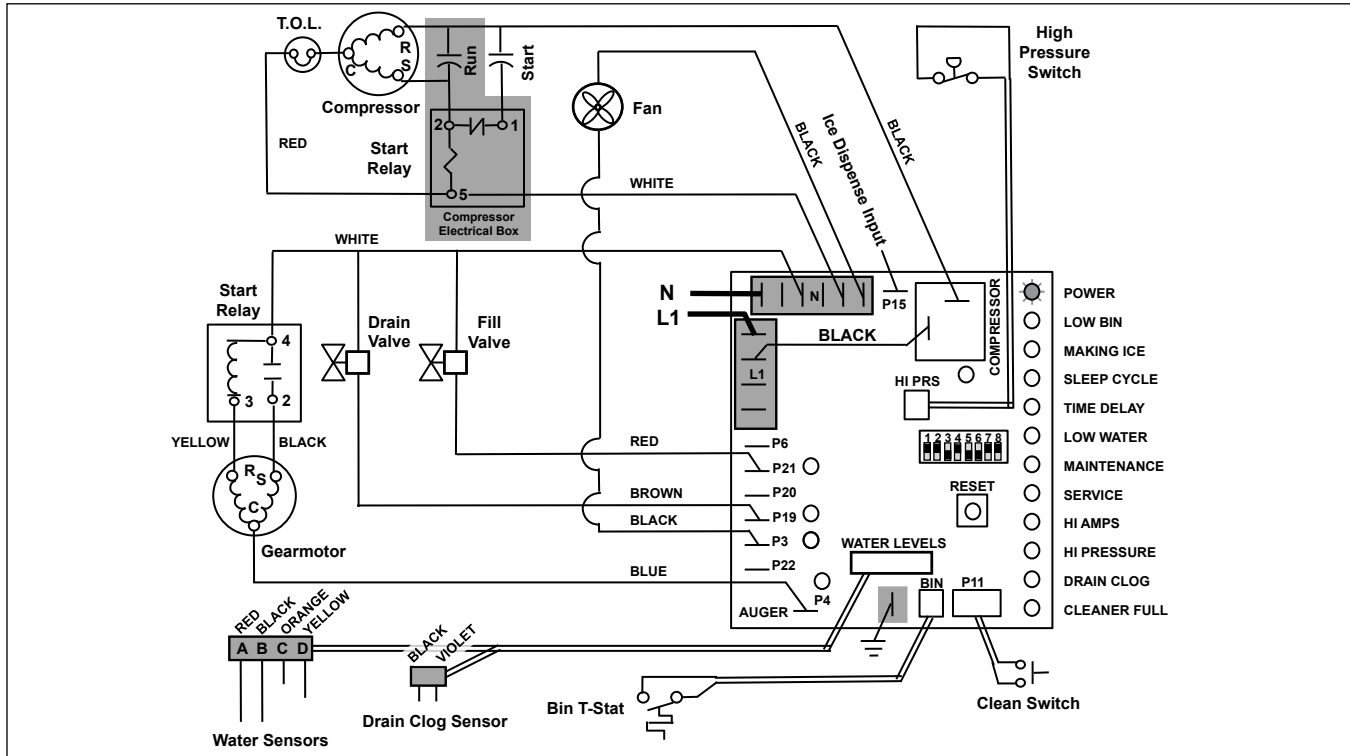 T.O.L.
R
S
C
Compressor
Run
Start
2
1
5
Start
Relay
Compressor
Electrical Box
RED
WHITE
WHITE
Fan
BLACK
Ice Dispense Input
BLACK
High
Pressure
Switch
Start
Relay
4
3
2
YELLOW
BLACK
R
S
C
Gearmotor
Drain
Valve
Fill
Valve
N
L1
N
P15
L1
BLACK
COMPRESSOR
HI PRS
1 2 3 4 5 6 7 8
RESET
RED
BROWN
BLACK
BLUE
P6
P21
P20
P19
P3
P22
P4
AUGER
WATER LEVELS
BIN
P11
POWER
LOW BIN
MAKING ICE
SLEEP CYCLE
TIME DELAY
LOW WATER
MAINTENANCE
SERVICE
HI AMPS
HI PRESSURE
DRAIN CLOG
CLEANER FULL
RED
BLACK
ORANGE
YELLOW
A B C D
Water Sensors
BLACK
VIOLET
Drain Clog Sensor
Bin T-Stat
Clean Switch